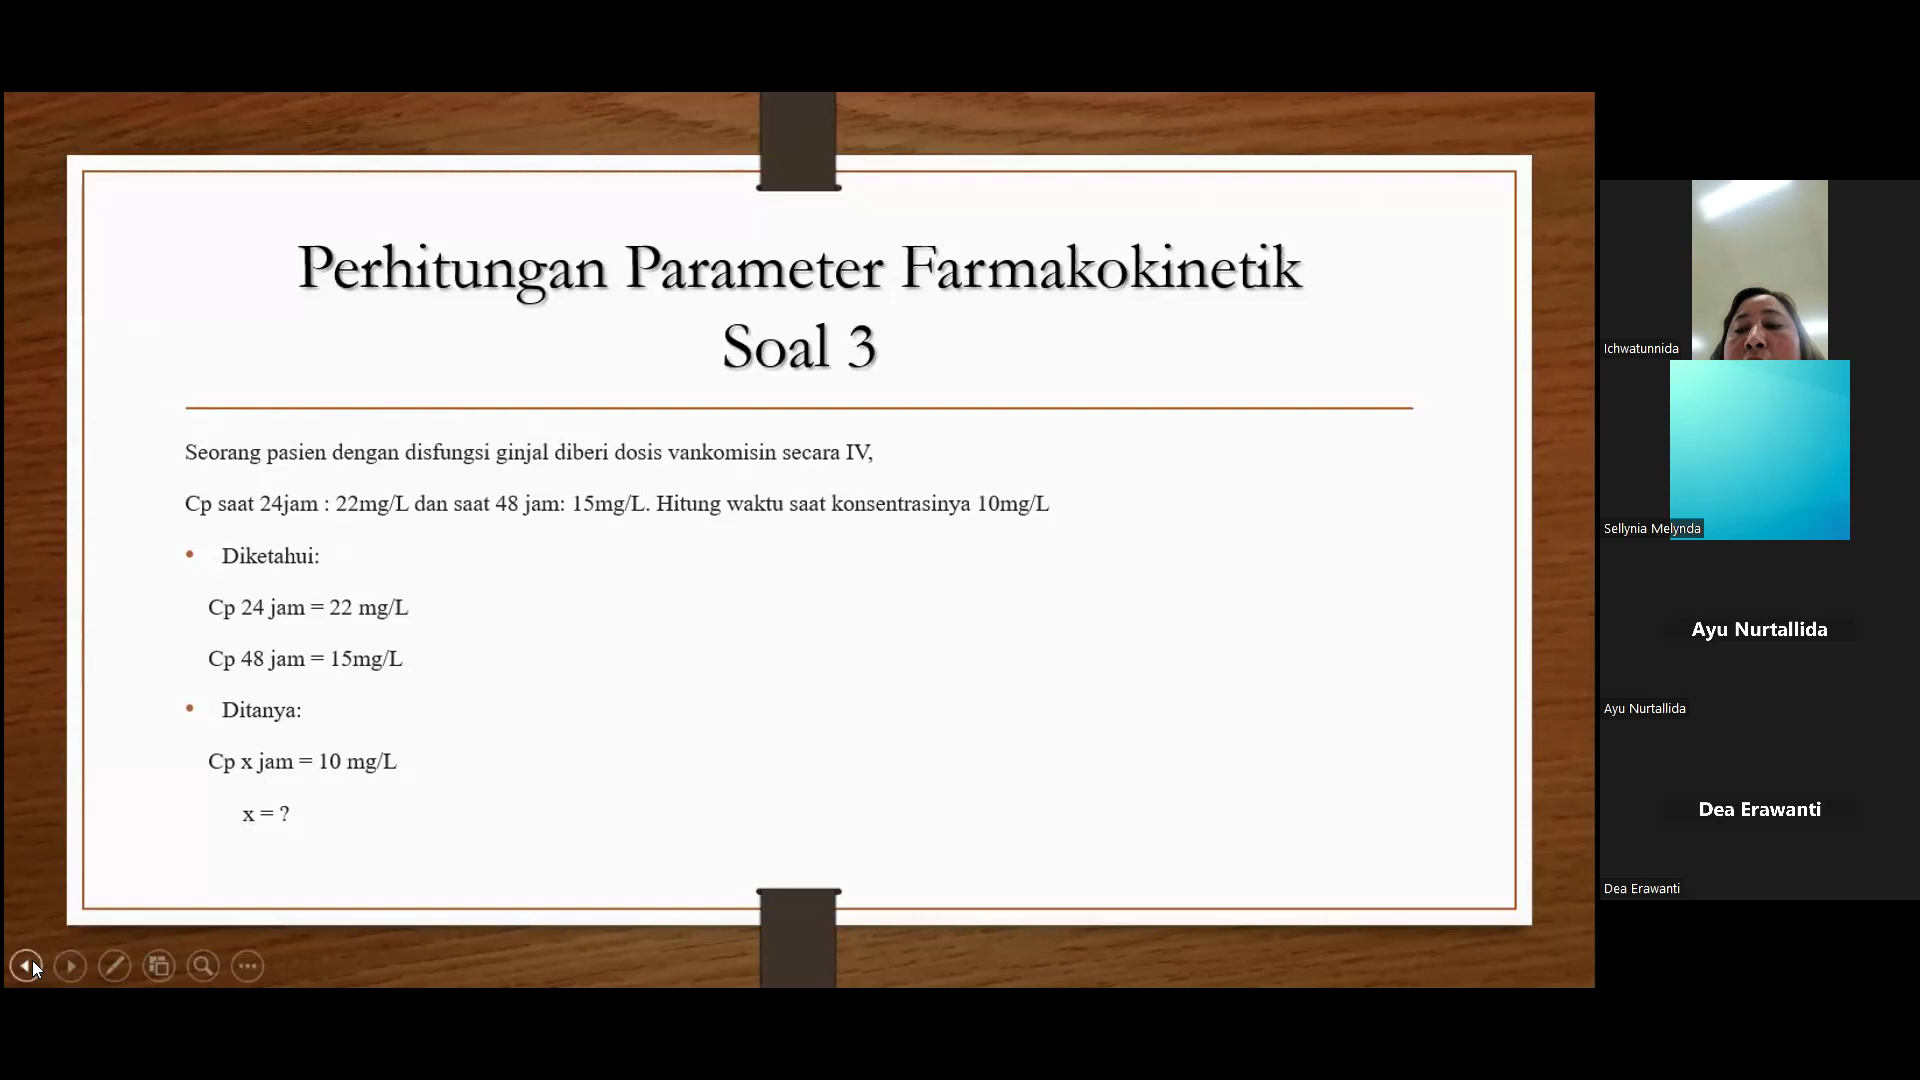 Perhitungan Parameter Farmakokinetik
Soal 3
Seorang pasien dengan disfungsi ginjal diberi dosis vankomisin secara IV,
Cp saat 24jam : 22mg/L dan saat 48 jam: 15mg/L. Hitung waktu saat konsentrasinya 10mg/L
• Diketahui:
Cp 24 jam = 22 mg/L
Cp 48 jam = 15mg/L
• Ditanya:
Cp x jam = 10 mg/L
x = ?
Ichwatunnida
Sellynia Melynda
Ayu Nurtallida
Ayu Nurtallida
Dea Erawanti
Dea Erawanti